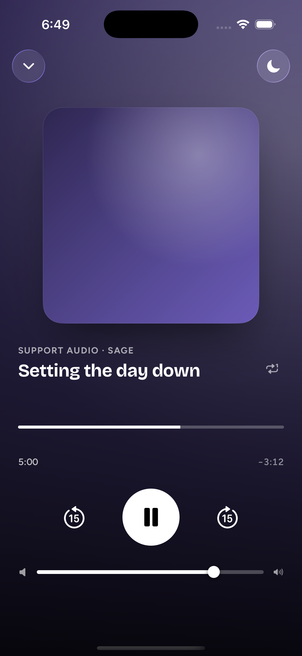 6:49
SUPPORT AUDIO · SAGE
Setting the day down
5:00
-3:12
15
15